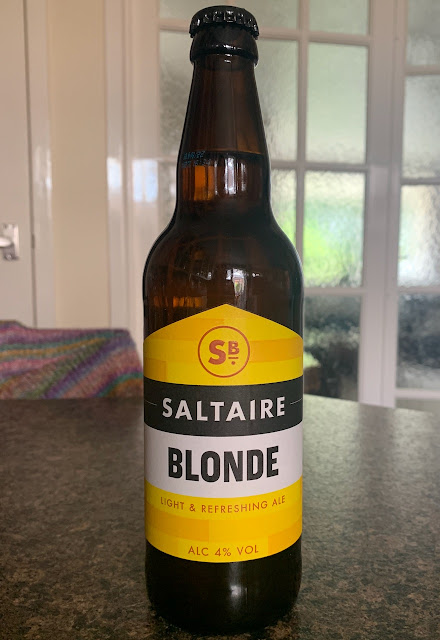 SB
SALTAIRE
BLONDE
LIGHT & REFRESHING ALE
ALC 4% VOL